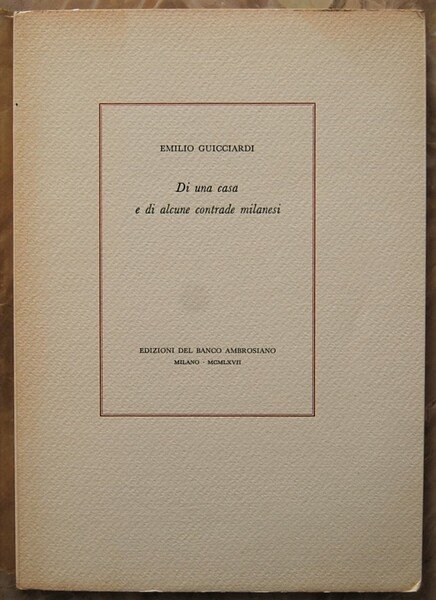 EMILIO GUICCIARDI
Di una casa
e di alcune contrade milanesi
EDIZIONI DEL BANCO AMBROSIANO
MILANO - MCMLXVII